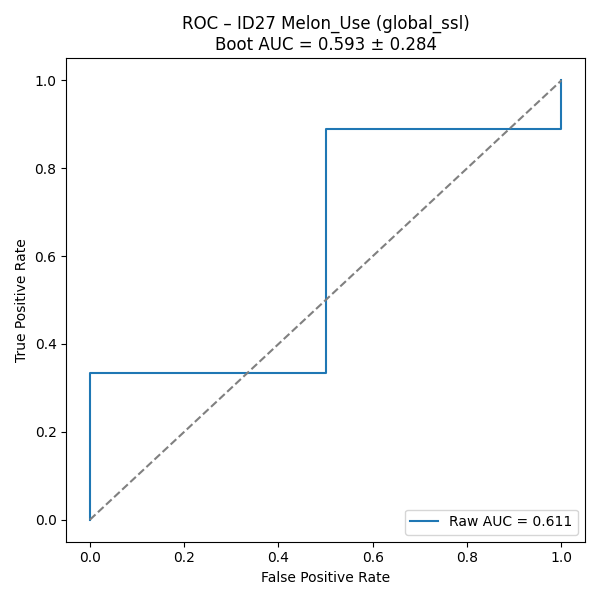 ROC – ID27 Melon_Use (global_ssl)
Boot AUC = 0.593 ± 0.284
1.0
0.8
0.6
0.4
0.2
0.0
True Positive Rate
Raw AUC = 0.611
0.0 0.2 0.4 0.6 0.8 1.0
False Positive Rate